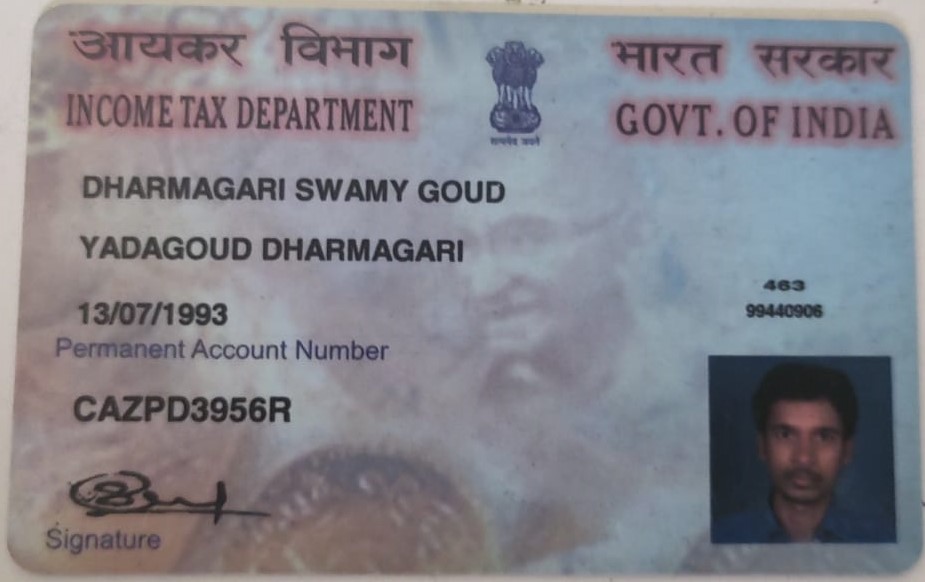 आयकर विभाग
INCOME TAX DEPARTMENT
सत्यमेव जयते
भारत सरकार
GOVT. OF INDIA
DHARMAGARI SWAMY GOUD
YADAGOUD DHARMAGARI
13/07/1993
Permanent Account Number
CAZPD3956R
Signature
463
99440906